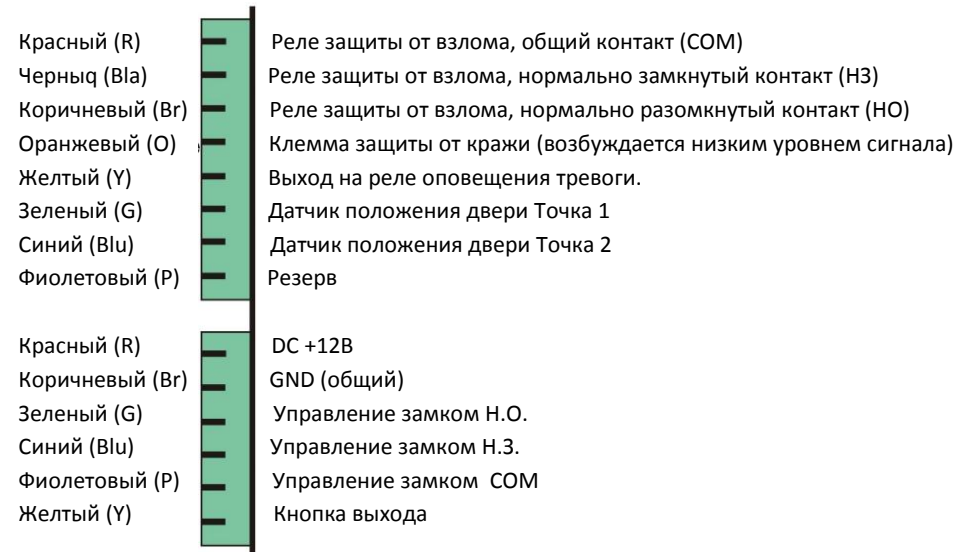 Красный (R) Реле защиты от взлома, общий контакт (COM)
Черныq (Bla) Реле защиты от взлома, нормально замкнутый контакт (НЗ)
Коричневый (Br) Реле защиты от взлома, нормально разомкнутый контакт (НО)
Оранжевый (O) Клемма защиты от кражи (возбуждается низким уровнем сигнала)
Желтый (Y) Выход на реле оповещения тревоги.
Зеленый (G) Датчик положения двери Точка 1
Синий (Blu) Датчик положения двери Точка 2
Фиолетовый (P) Резерв
Красный (R) DC +12В
Коричневый (Br) GND (общий)
Зеленый (G) Управление замком Н.О.
Синий (Blu) Управление замком Н.З.
Фиолетовый (P) Управление замком COM
Желтый (Y) Кнопка выхода